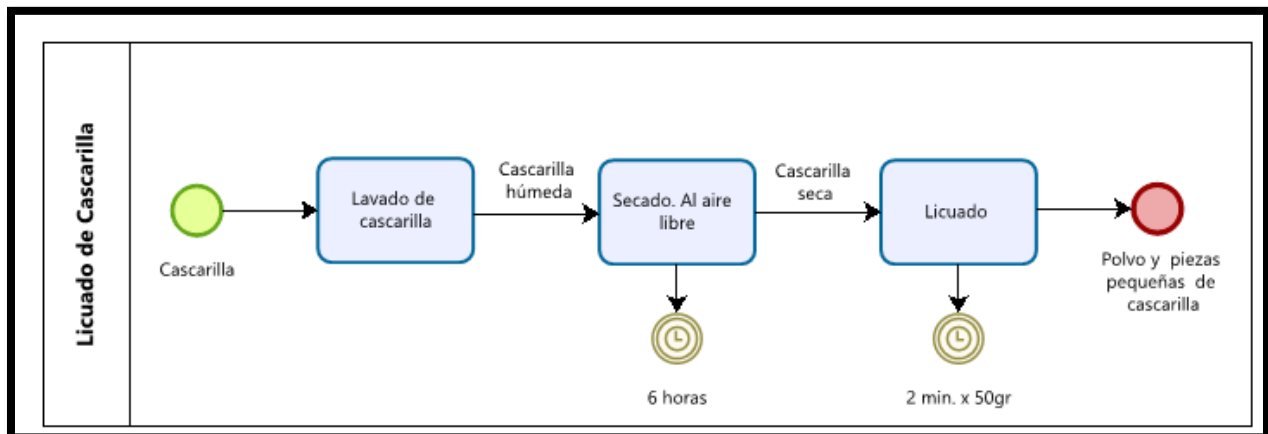 Licuado de Cascarilla
Cascarilla
Lavado de
cascarilla
Cascarilla
húmeda
Secado. Al aire
libre
6 horas
Cascarilla
seca
Licuado
2 min. x 50gr
Polvo y  piezas
pequeñas  de
cascarilla